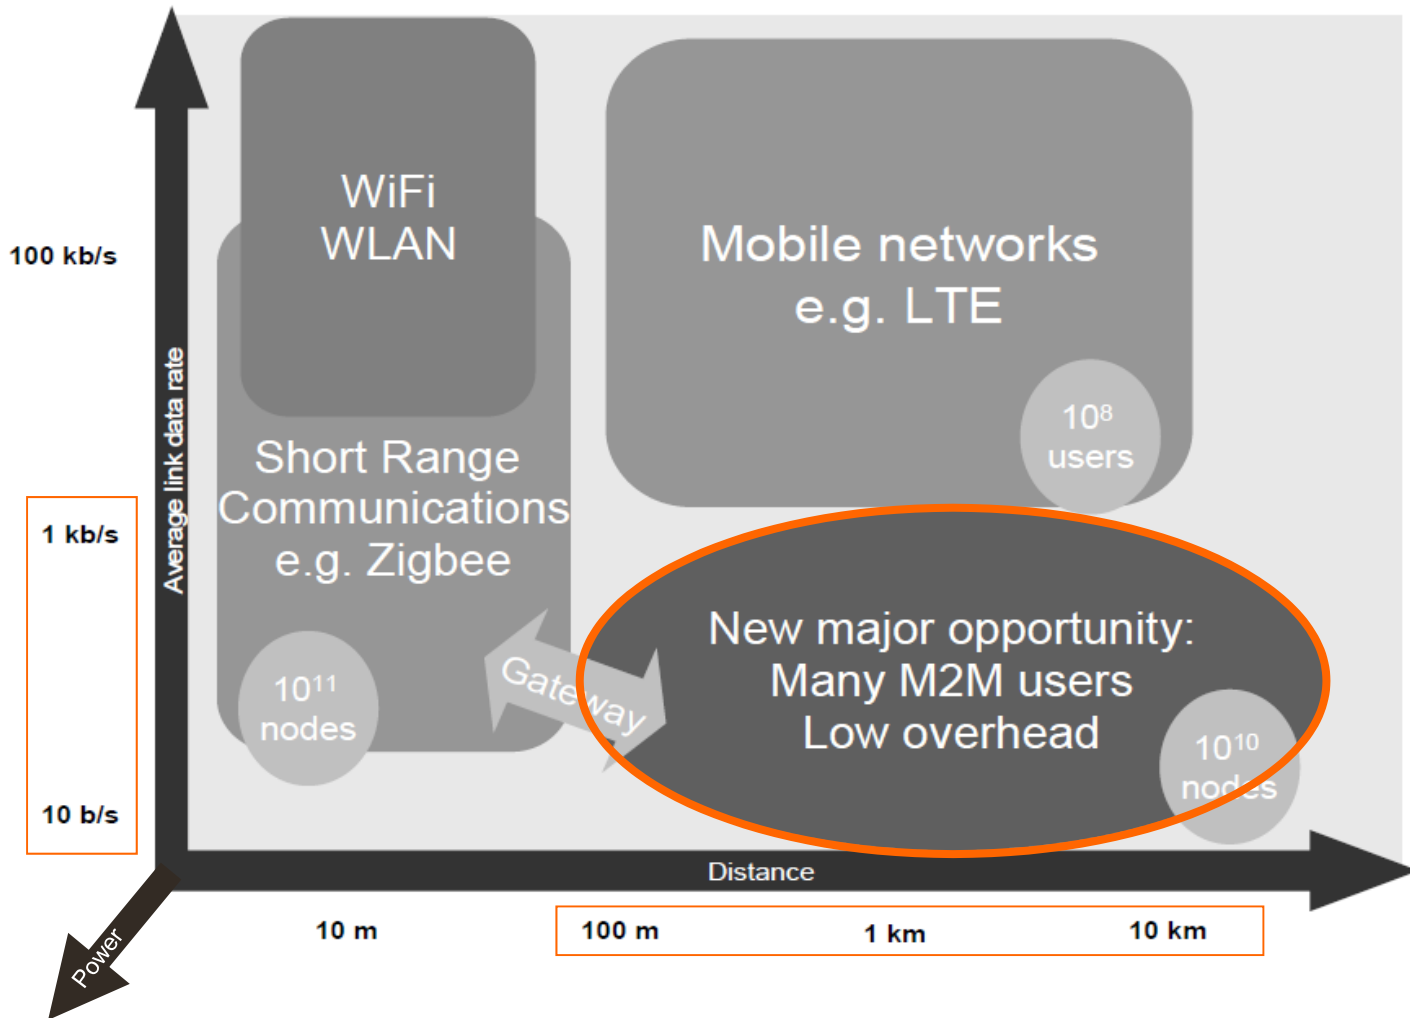 WiFi
WLAN
Mobile networks
e.g. LTE
100 kb/s
Average link data rate
10⁸
users
Short Range
Communications
e.g. Zigbee
1 kb/s
New major opportunity:
Many M2M users
Low overhead
Gateway
10¹¹
nodes
10¹⁰
nodes
10 b/s
Distance
Power
10 m
100 m
1 km
10 km